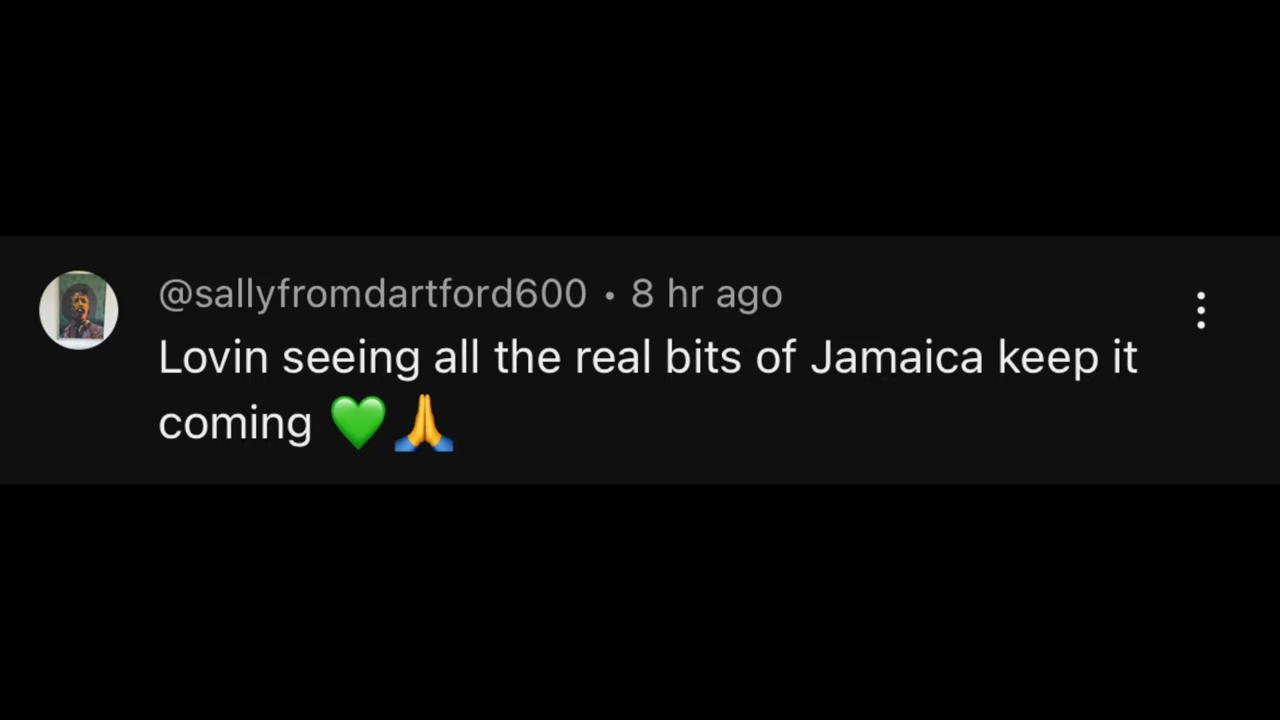 @sallyfromdartford600 • 8 hr ago
Lovin seeing all the real bits of Jamaica keep it
coming 💚🙏